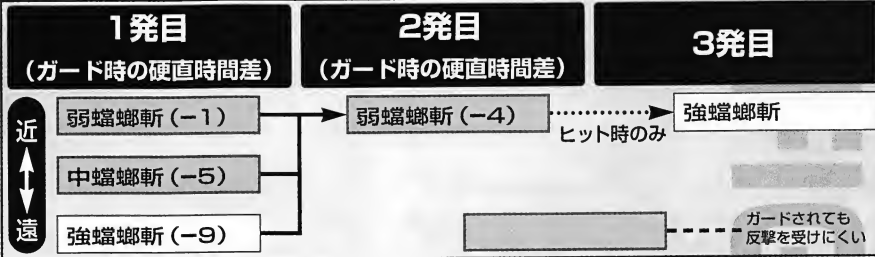 1発目
(ガード時の硬直時間差)
2発目
(ガード時の硬直時間差)
3発目
近
遠
弱蟷螂斬(−1)
中蟷螂斬(−5)
強蟷螂斬(−9)
弱蟷螂斬(−4)
ヒット時のみ
強蟷螂斬
ガードされても
反撃を受けにくい